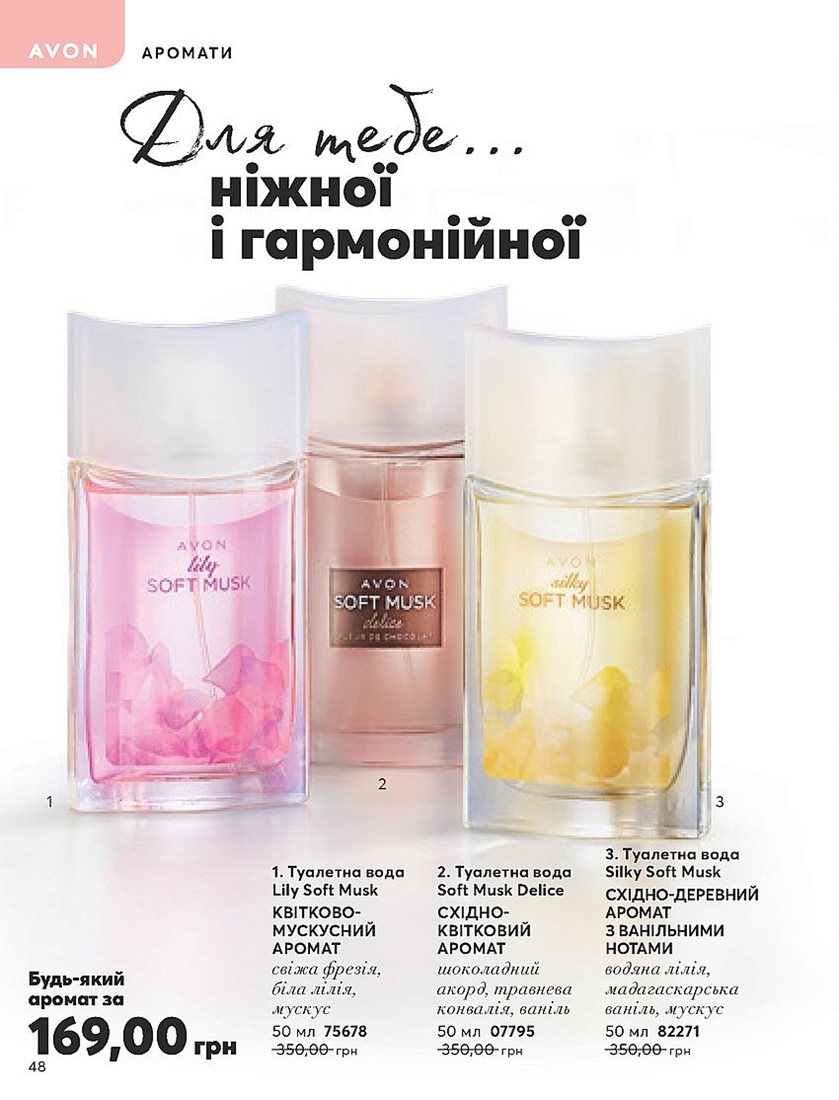 AVON АРОМАТИ
Для тебе...
ніжної
і гармонійної
AVON
lily
SOFT MUSK
AVON
SOFT MUSK
delice
FLEUR DE CHOCOLAT
AVON
silky
SOFT MUSK
1
2
3
1. Туалетна вода
Lily Soft Musk
КВІТКОВО-
МУСКУСНИЙ
АРОМАТ
свіжа фрезія,
біла лілія,
мускус
50 мл 75678
350,00 грн
2. Туалетна вода
Soft Musk Delice
СХІДНО-
КВІТКОВИЙ
АРОМАТ
шоколадний
акорд, травнева
конвалія, ваніль
50 мл 07795
350,00 грн
3. Туалетна вода
Silky Soft Musk
СХІДНО-ДЕРЕВНИЙ
АРОМАТ
З ВАНІЛЬНИМИ
НОТАМИ
водяна лілія,
мадагаскарська
ваніль, мускус
50 мл 82271
350,00 грн
Будь-який
аромат за
169,00 грн
48